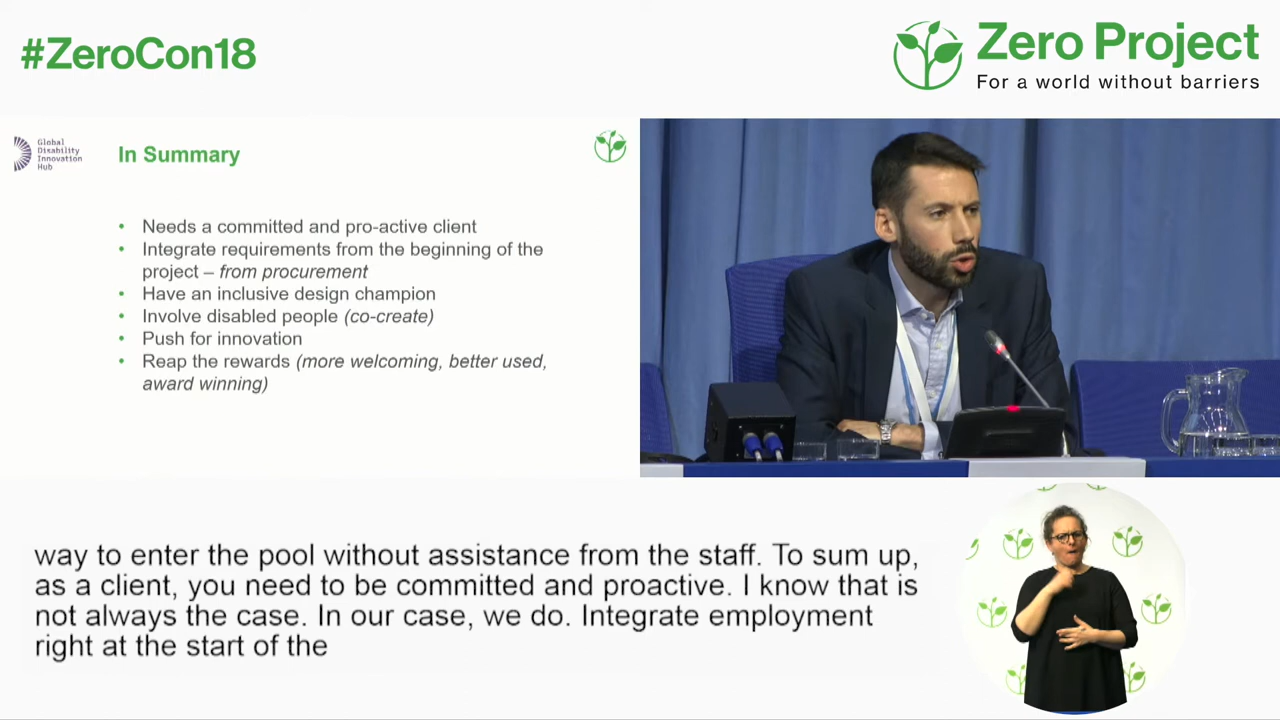 #ZeroCon18
Zero Project
For a world without barriers
Global
Disability
Innovation
Hub
In Summary
• Needs a committed and pro-active client
• Integrate requirements from the beginning of the
project – from procurement
• Have an inclusive design champion
• Involve disabled people (co-create)
• Push for innovation
• Reap the rewards (more welcoming, better used,
award winning)
way to enter the pool without assistance from the staff. To sum up,
as a client, you need to be committed and proactive. I know that is
not always the case. In our case, we do. Integrate employment
right at the start of the